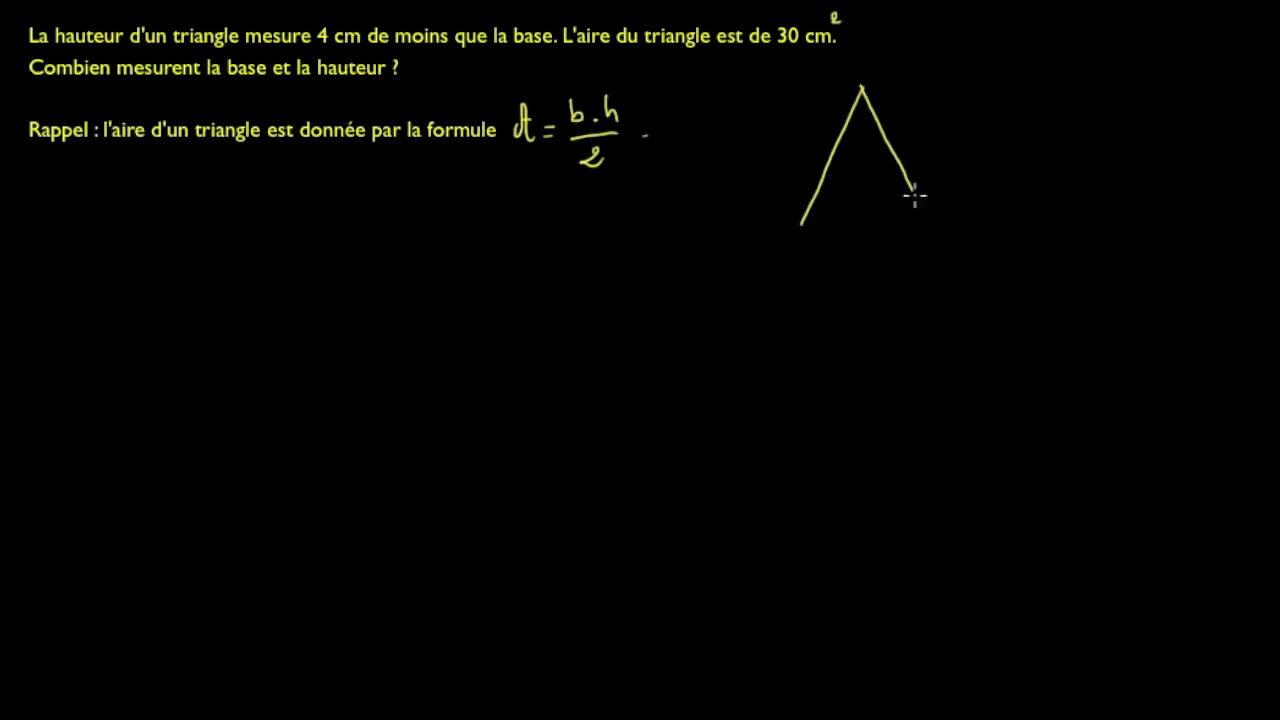 La hauteur d'un triangle mesure 4 cm de moins que la base. L'aire du triangle est de 30 cm².
Combien mesurent la base et la hauteur ?
Rappel : l'aire d'un triangle est donnée par la formule A = b.h / 2